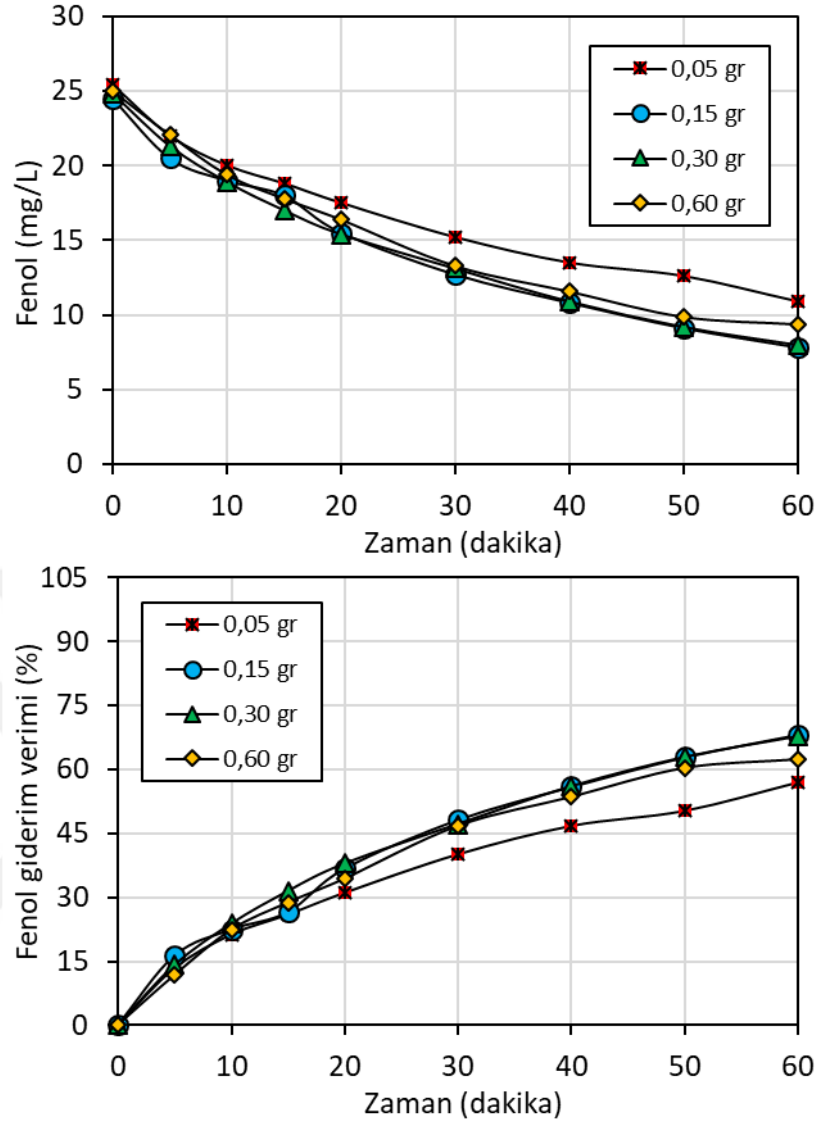 30
25
20
15
10
5
0
Fenol (mg/L)
0,05 gr
0,15 gr
0,30 gr
0,60 gr
0 10 20 30 40 50 60
Zaman (dakika)
105
90
75
60
45
30
15
0
Fenol giderim verimi (%)
0,05 gr
0,15 gr
0,30 gr
0,60 gr
0 10 20 30 40 50 60
Zaman (dakika)